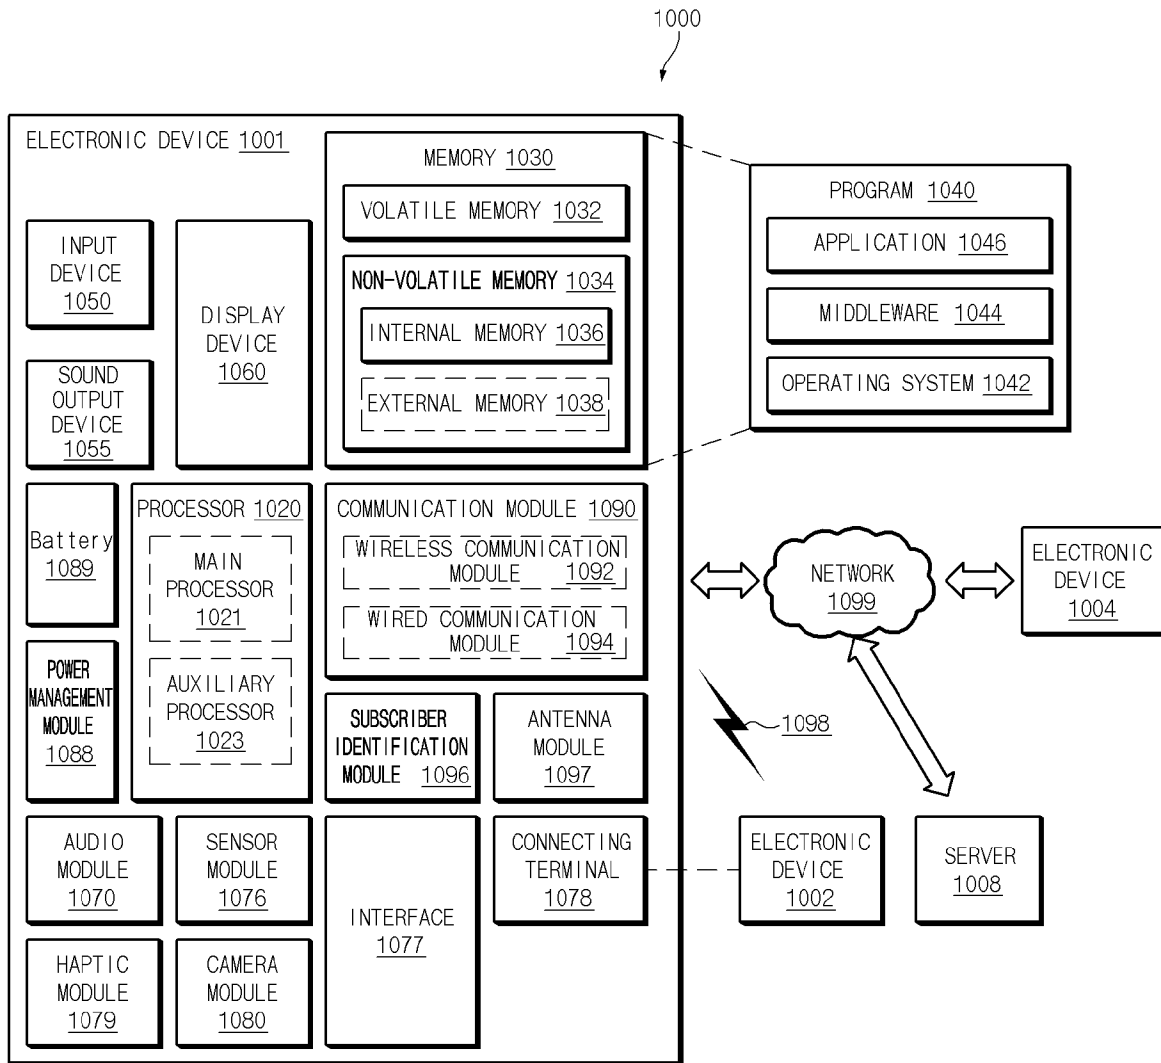 1000
ELECTRONIC DEVICE 1001
MEMORY 1030
VOLATILE MEMORY 1032
NON-VOLATILE MEMORY 1034
INTERNAL MEMORY 1036
EXTERNAL MEMORY 1038
PROGRAM 1040
APPLICATION 1046
MIDDLEWARE 1044
OPERATING SYSTEM 1042
INPUT
DEVICE
1050
DISPLAY
DEVICE
1060
SOUND
OUTPUT
DEVICE
1055
Battery
1089
PROCESSOR 1020
MAIN
PROCESSOR
1021
AUXILIARY
PROCESSOR
1023
COMMUNICATION MODULE 1090
WIRELESS COMMUNICATION
MODULE 1092
WIRED COMMUNICATION
MODULE 1094
NETWORK
1099
ELECTRONIC
DEVICE
1004
POWER
MANAGEMENT
MODULE
1088
SUBSCRIBER
IDENTIFICATION
MODULE 1096
ANTENNA
MODULE
1097
1098
AUDIO
MODULE
1070
SENSOR
MODULE
1076
INTERFACE
1077
CONNECTING
TERMINAL
1078
ELECTRONIC
DEVICE
1002
SERVER
1008
HAPTIC
MODULE
1079
CAMERA
MODULE
1080